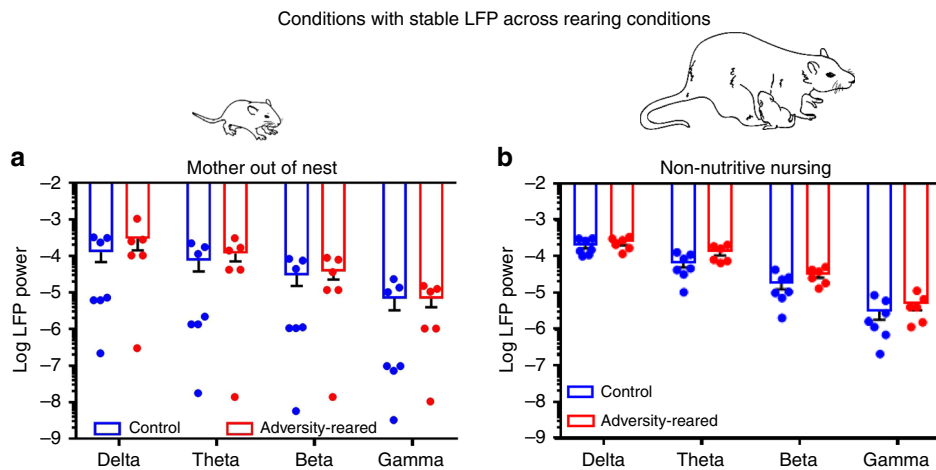 Conditions with stable LFP across rearing conditions
a
Mother out of nest
Log LFP power
–2
–3
–4
–5
–6
–7
–8
–9
Control
Adversity-reared
Delta
Theta
Beta
Gamma
b
Non-nutritive nursing
Log LFP power
–2
–3
–4
–5
–6
–7
–8
–9
Control
Adversity-reared
Delta
Theta
Beta
Gamma